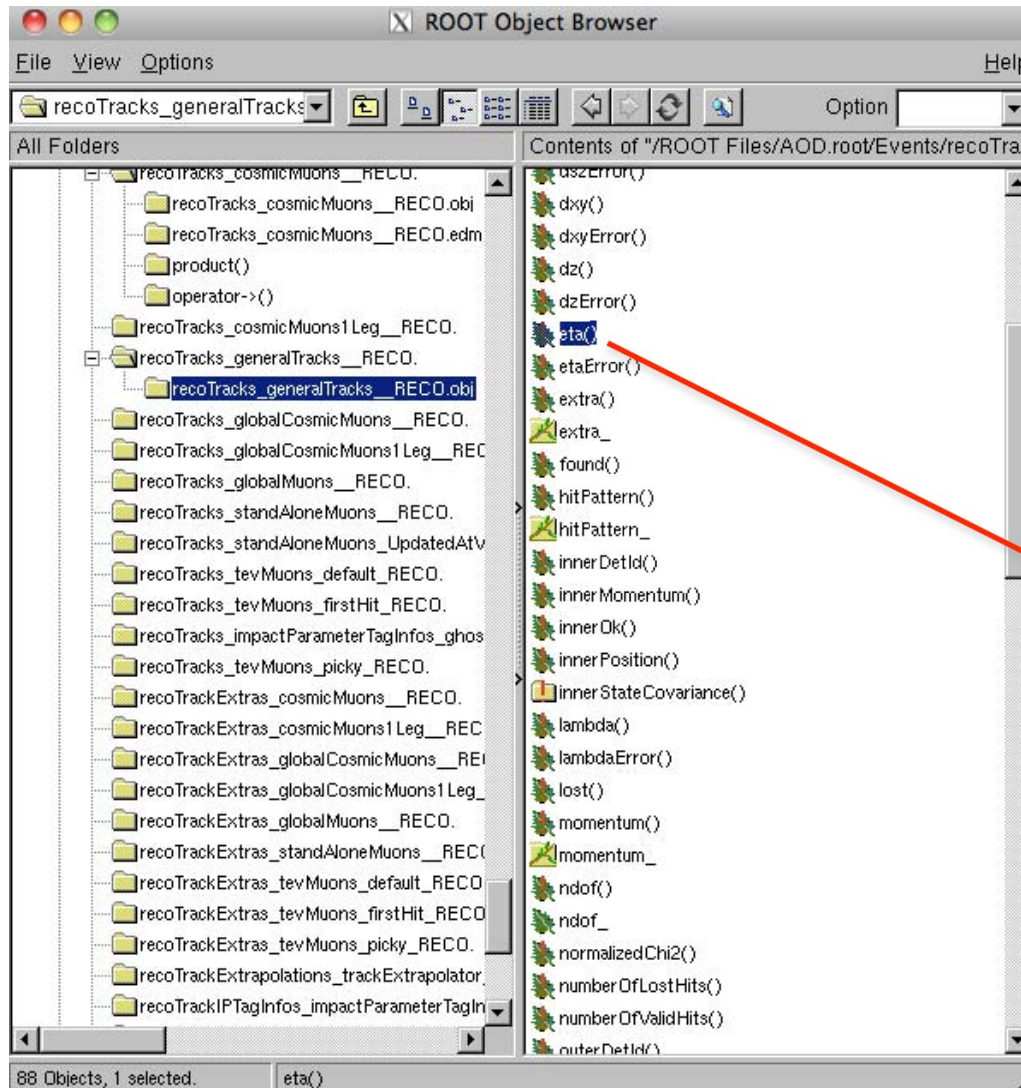 ROOT Object Browser
File View Options Help
recoTracks_generalTracks Option
All Folders
recoTracks_cosmicMuons__RECO.
recoTracks_cosmicMuons__RECO.obj
recoTracks_cosmicMuons__RECO.edm
product()
operator->()
recoTracks_cosmicMuons1Leg__RECO.
recoTracks_generalTracks__RECO.
recoTracks_generalTracks__RECO.obj
recoTracks_globalCosmicMuons__RECO.
recoTracks_globalCosmicMuons1Leg__REC
recoTracks_globalMuons__RECO.
recoTracks_standAloneMuons__RECO.
recoTracks_standAloneMuons_UpdatedAtV
recoTracks_tevMuons_default_RECO.
recoTracks_tevMuons_firstHit_RECO.
recoTracks_impactParameterTagInfos_ghos
recoTracks_tevMuons_picky_RECO.
recoTrackExtras_cosmicMuons__RECO.
recoTrackExtras_cosmicMuons1Leg__REC
recoTrackExtras_globalCosmicMuons__RE
recoTrackExtras_globalCosmicMuons1Leg_
recoTrackExtras_globalMuons__RECO.
recoTrackExtras_standAloneMuons__REC
recoTrackExtras_tevMuons_default_RECO
recoTrackExtras_tevMuons_firstHit_RECO
recoTrackExtras_tevMuons_picky_RECO.
recoTrackExtrapolations_trackExtrapolator_
recoTrackIPTagInfos_impactParameterTagIn
Contents of "/ROOT Files/AOD.root/Events/recoTra
dszError()
dxy()
dxyError()
dz()
dzError()
eta()
etaError()
extra()
extra_
found()
hitPattern()
hitPattern_
innerDetId()
innerMomentum()
innerOk()
innerPosition()
innerStateCovariance()
lambda()
lambdaError()
lost()
momentum()
momentum_
ndof()
ndof_
normalizedChi2()
numberOfLostHits()
numberOfValidHits()
outerDetId()
88 Objects, 1 selected. eta()